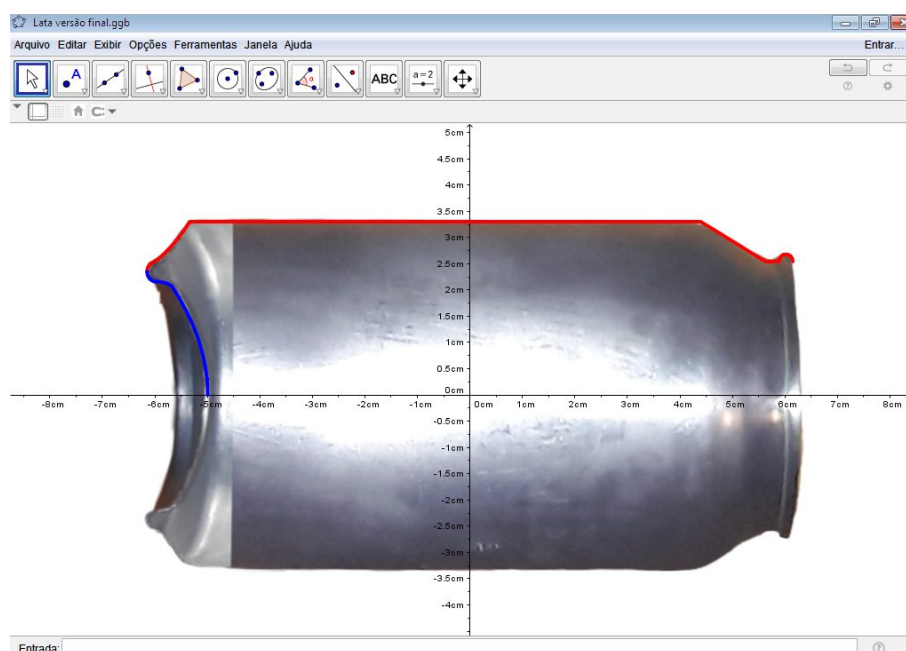 Lata versão final.ggb
Arquivo Editar Exibir Opções Ferramentas Janela Ajuda
Entrar...
A
α
ABC
a=2
5cm
4.5cm
4cm
3.5cm
3cm
2.5cm
2cm
1.5cm
1cm
0.5cm
0cm
-8cm -7cm -6cm -5cm -4cm -3cm -2cm -1cm 0cm 1cm 2cm 3cm 4cm 5cm 6cm 7cm 8cm
-0.5cm
-1cm
-1.5cm
-2cm
-2.5cm
-3cm
-3.5cm
-4cm
Entrada: